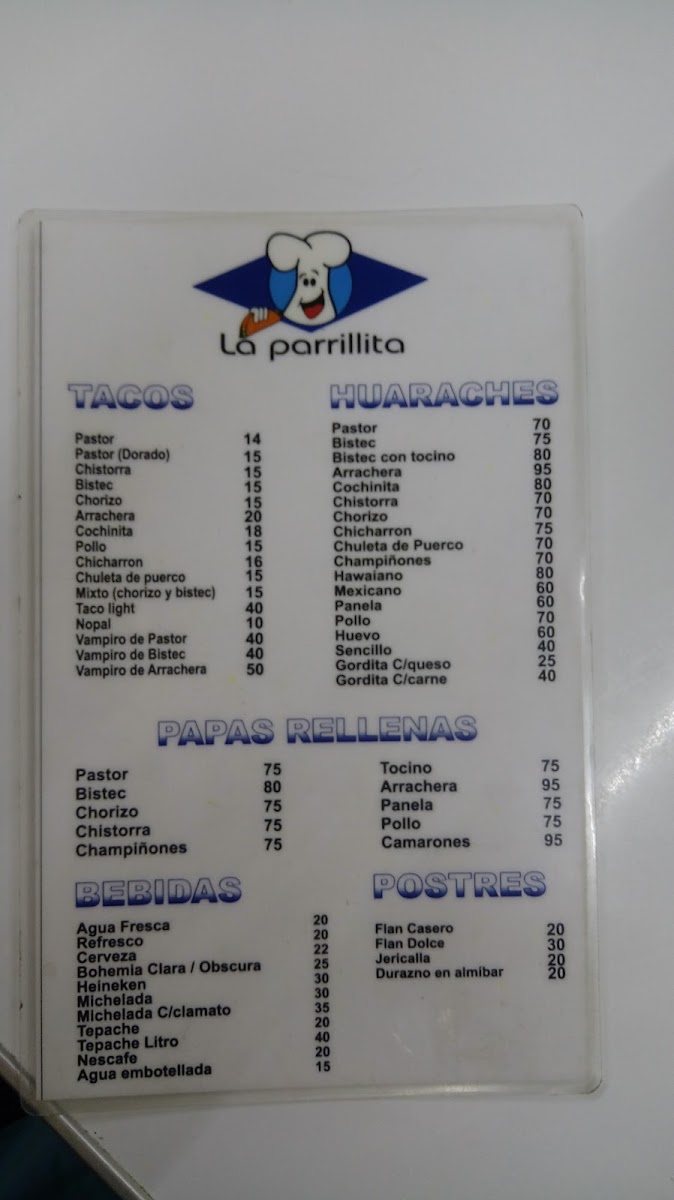 La parrillita
TACOS
Pastor 14
Pastor (Dorado) 15
Chistorra 15
Bistec 15
Chorizo 15
Arrachera 20
Cochinita 18
Pollo 15
Chicharron 16
Chuleta de puerco 15
Mixto (chorizo y bistec) 15
Taco light 40
Nopal 10
Vampiro de Pastor 40
Vampiro de Bistec 40
Vampiro de Arrachera 50
HUARACHES
Pastor 70
Bistec 75
Bistec con tocino 80
Arrachera 95
Cochinita 80
Chistorra 70
Chorizo 70
Chicharron 75
Chuleta de Puerco 70
Champiñones 70
Hawaiano 80
Mexicano 60
Panela 60
Pollo 70
Huevo 60
Sencillo 40
Gordita C/queso 25
Gordita C/carne 40
PAPAS RELLENAS
Pastor 75
Bistec 80
Chorizo 75
Chistorra 75
Champiñones 75
Tocino 75
Arrachera 95
Panela 75
Pollo 75
Camarones 95
BEBIDAS
Agua Fresca 20
Refresco 20
Cerveza 22
Bohemia Clara / Obscura 25
Heineken 30
Michelada 30
Michelada C/clamato 35
Tepache 20
Tepache Litro 40
Nescafe 20
Agua embotellada 15
POSTRES
Flan Casero 20
Flan Dolce 30
Jericalla 20
Durazno en almíbar 20